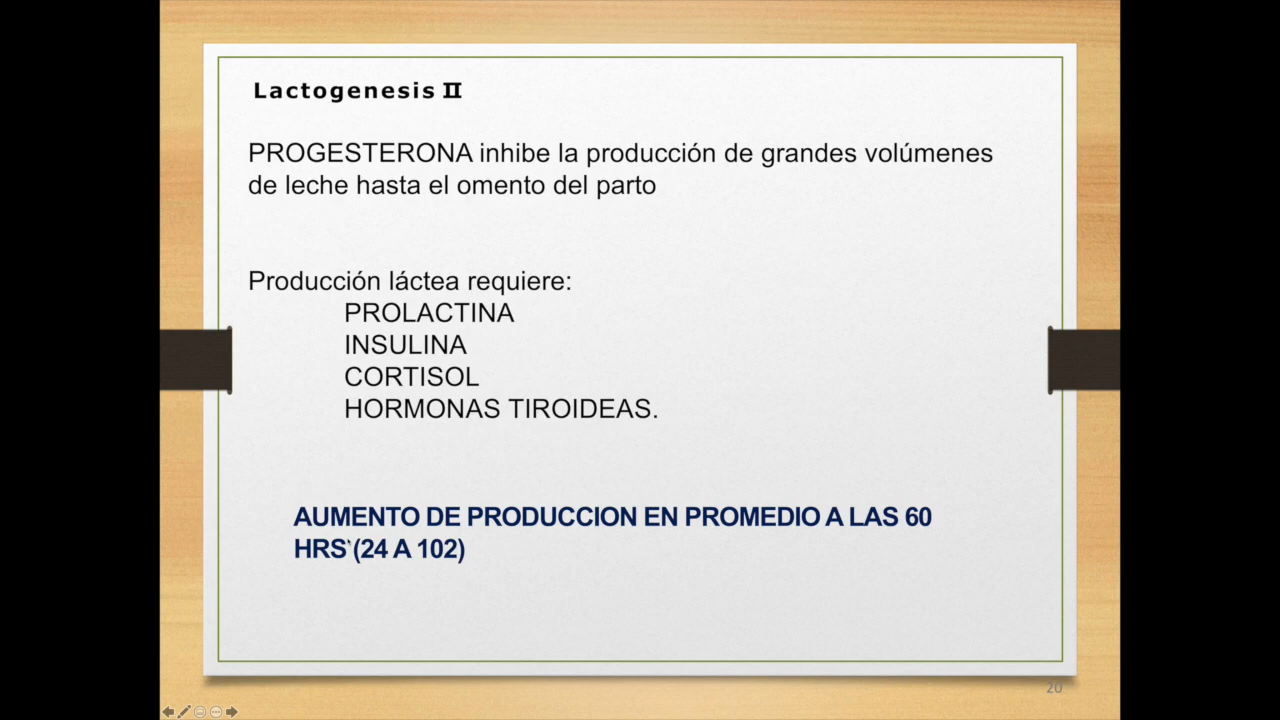 Lactogenesis II
PROGESTERONA inhibe la producción de grandes volúmenes
de leche hasta el omento del parto
Producción láctea requiere:
PROLACTINA
INSULINA
CORTISOL
HORMONAS TIROIDEAS.
AUMENTO DE PRODUCCION EN PROMEDIO A LAS 60
HRS (24 A 102)
20